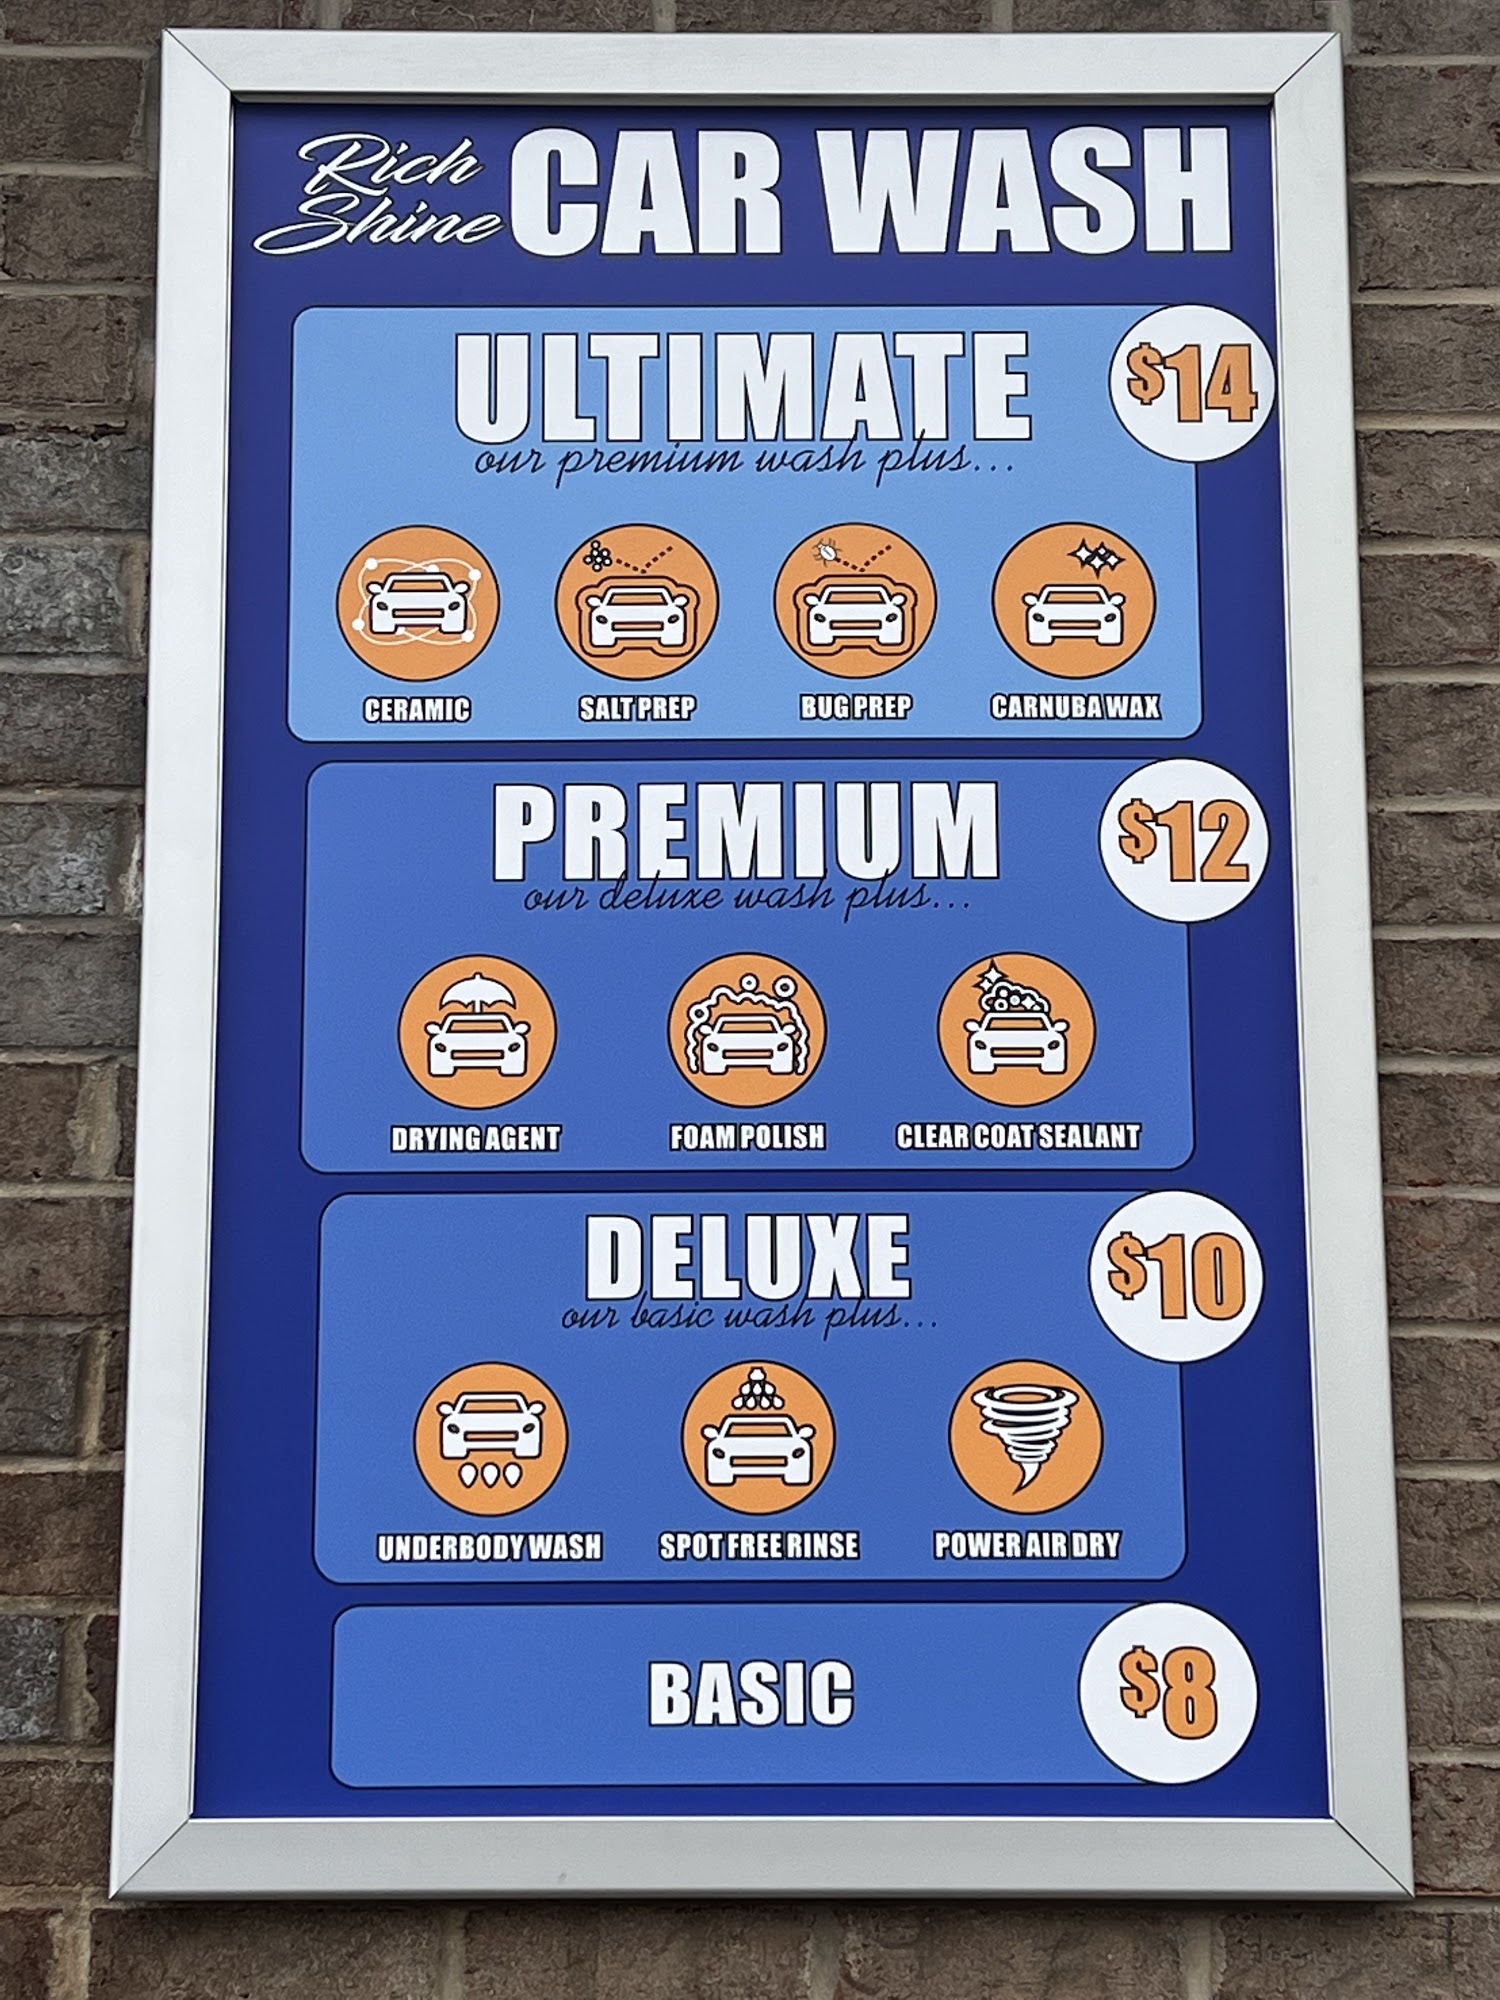 Rich Shine CAR WASH
ULTIMATE
$14
our premium wash plus...
CERAMIC SALT PREP BUG PREP CARNUBA WAX
PREMIUM
$12
our deluxe wash plus...
DRYING AGENT FOAM POLISH CLEAR COAT SEALANT
DELUXE
$10
our basic wash plus...
UNDERBODY WASH SPOT FREE RINSE POWER AIR DRY
BASIC
$8